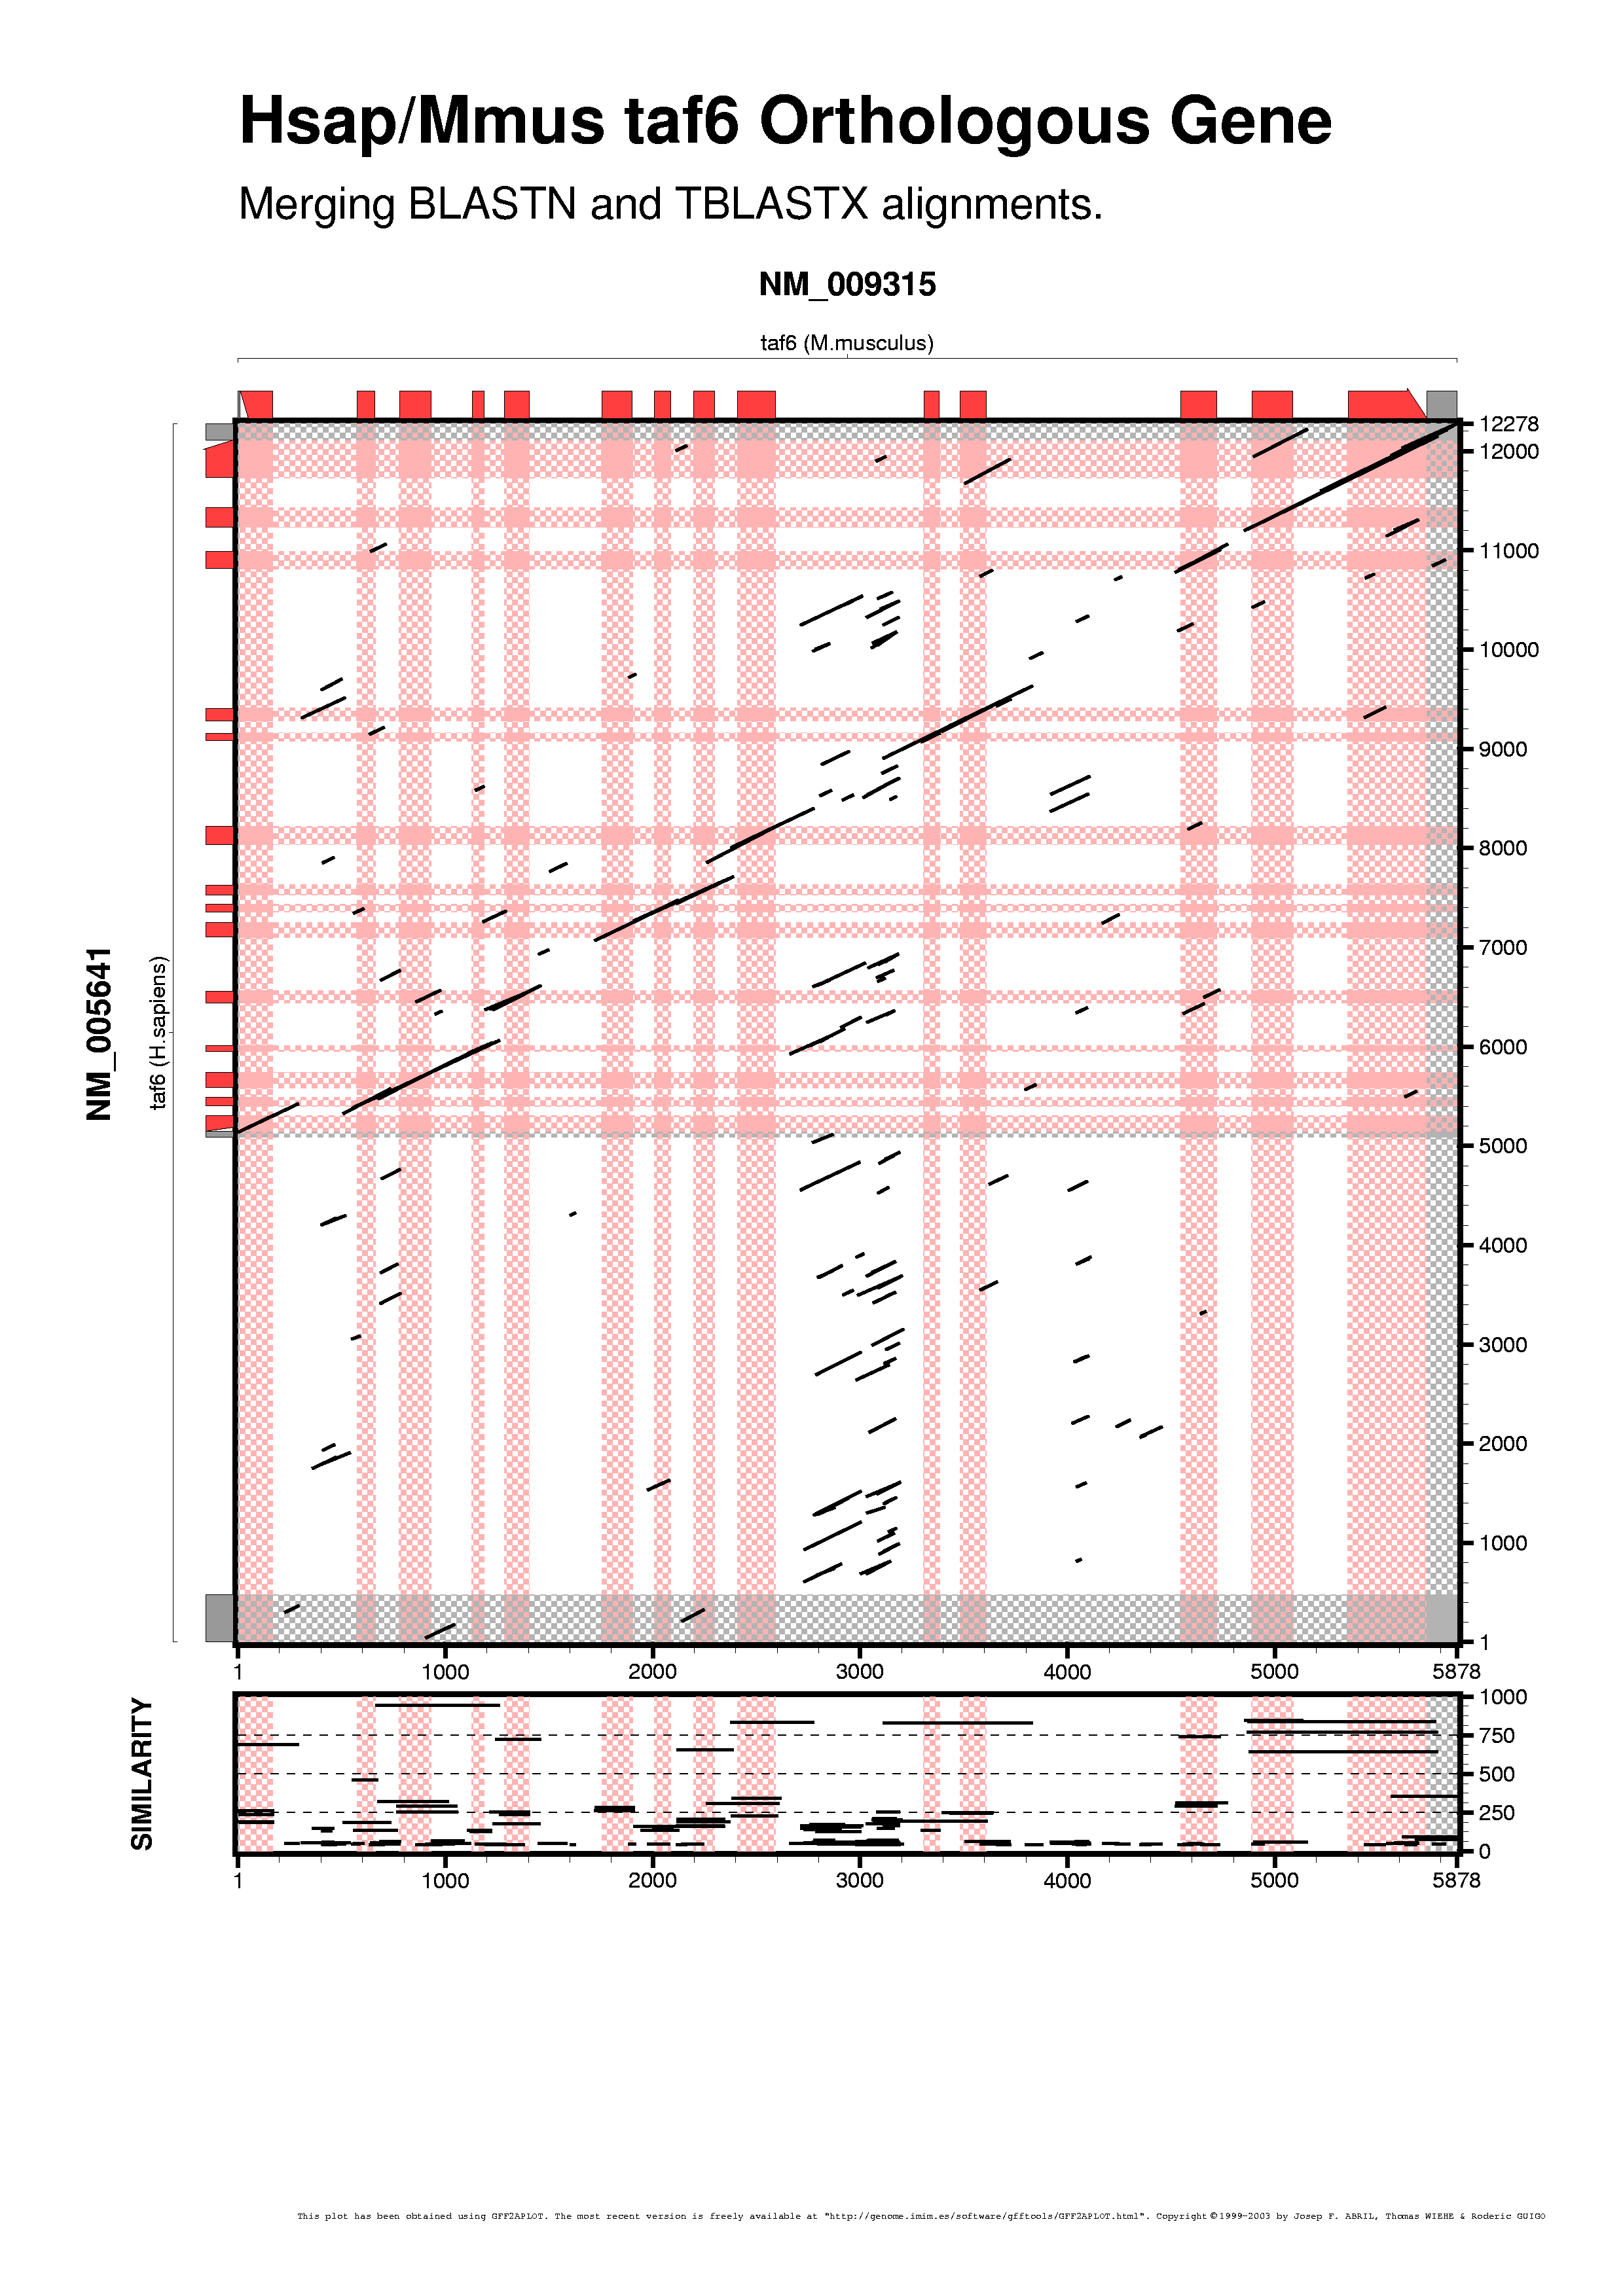 Hsap/Mmus taf6 Orthologous Gene
Merging BLASTN and TBLASTX alignments.
NM_009315
taf6 (M.musculus)
NM_005641
taf6 (H.sapiens)
12278
12000
11000
10000
9000
8000
7000
6000
5000
4000
3000
2000
1000
1
1 1000 2000 3000 4000 5000 5878
SIMILARITY
1000
750
500
250
0
1 1000 2000 3000 4000 5000 5878
This plot has been obtained using GFF2APLOT. The most recent version is freely available at "http://genome.imim.es/software/gfftools/GFF2APLOT.html". Copyright ©1999-2003 by Josep F. ABRIL, Thomas WIEHE & Roderic GUIGO